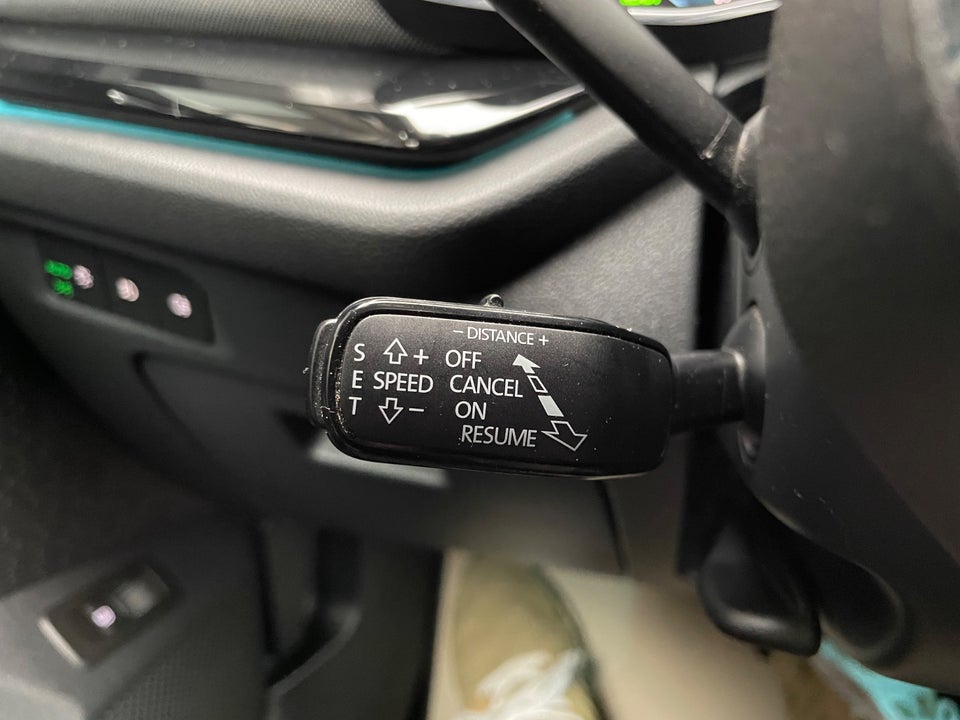 − DISTANCE +
S + OFF
E SPEED CANCEL
T − ON
RESUME